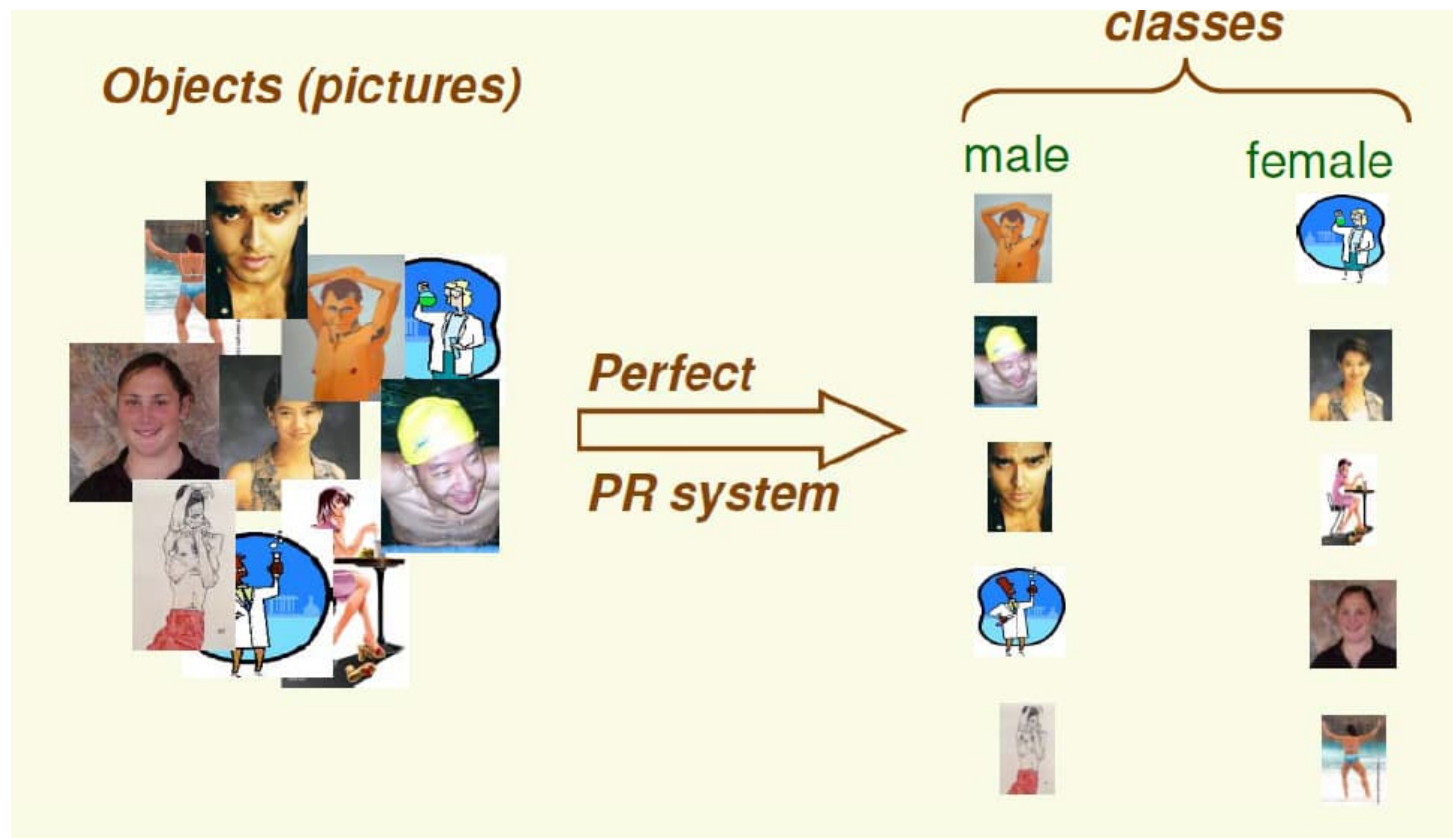 classes
Objects (pictures)
male
female
Perfect
PR system